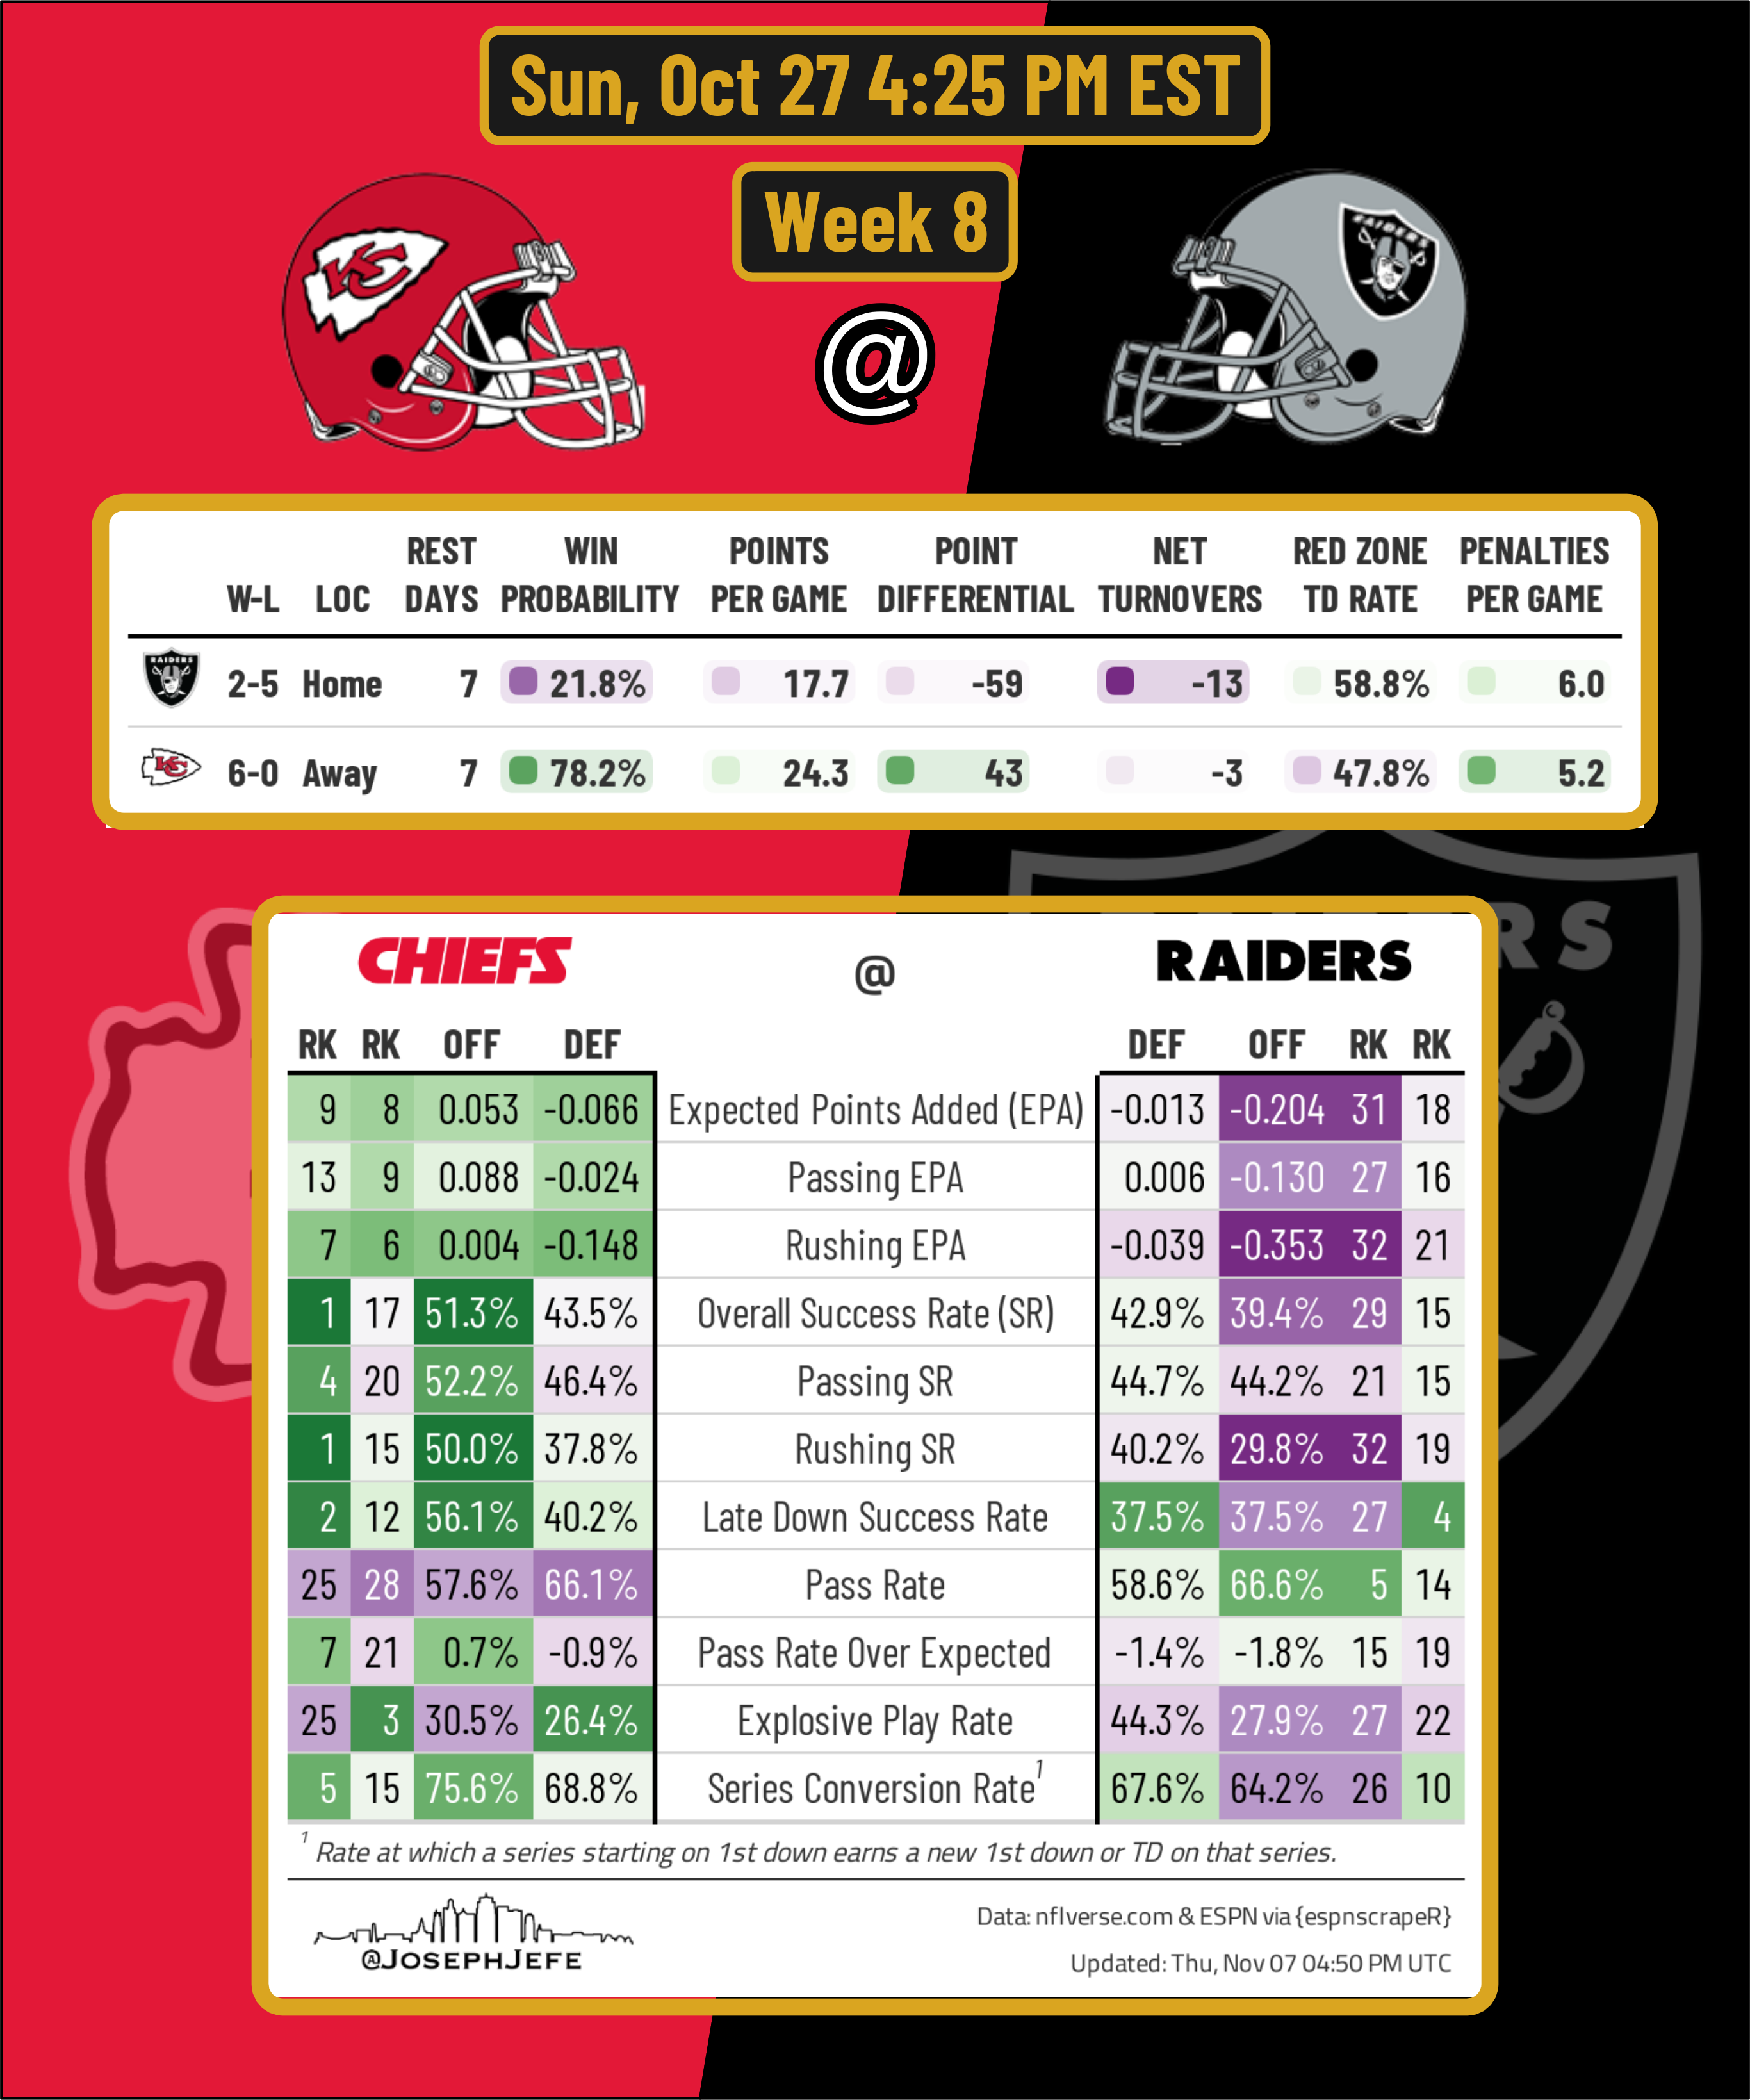 Sun, Oct 27 4:25 PM EST
Week 8
KC
RAIDERS
@
REST WIN POINTS POINT NET RED ZONE PENALTIES
W-L LOC DAYS PROBABILITY PER GAME DIFFERENTIAL TURNOVERS TD RATE PER GAME
RAIDERS 2-5 Home 7 21.8% 17.7 -59 -13 58.8% 6.0
KC 6-0 Away 7 78.2% 24.3 43 -3 47.8% 5.2
RS
CHIEFS @ RAIDERS
RK RK OFF DEF DEF OFF RK RK
9 8 0.053 -0.066 Expected Points Added (EPA) -0.013 -0.204 31 18
13 9 0.088 -0.024 Passing EPA 0.006 -0.130 27 16
7 6 0.004 -0.148 Rushing EPA -0.039 -0.353 32 21
1 17 51.3% 43.5% Overall Success Rate (SR) 42.9% 39.4% 29 15
4 20 52.2% 46.4% Passing SR 44.7% 44.2% 21 15
1 15 50.0% 37.8% Rushing SR 40.2% 29.8% 32 19
2 12 56.1% 40.2% Late Down Success Rate 37.5% 37.5% 27 4
25 28 57.6% 66.1% Pass Rate 58.6% 66.6% 5 14
7 21 0.7% -0.9% Pass Rate Over Expected -1.4% -1.8% 15 19
25 3 30.5% 26.4% Explosive Play Rate 44.3% 27.9% 27 22
5 15 75.6% 68.8% Series Conversion Rate¹ 67.6% 64.2% 26 10
¹ Rate at which a series starting on 1st down earns a new 1st down or TD on that series.
@JOSEPHJEFE
Data: nflverse.com & ESPN via {espnscrapeR}
Updated: Thu, Nov 07 04:50 PM UTC